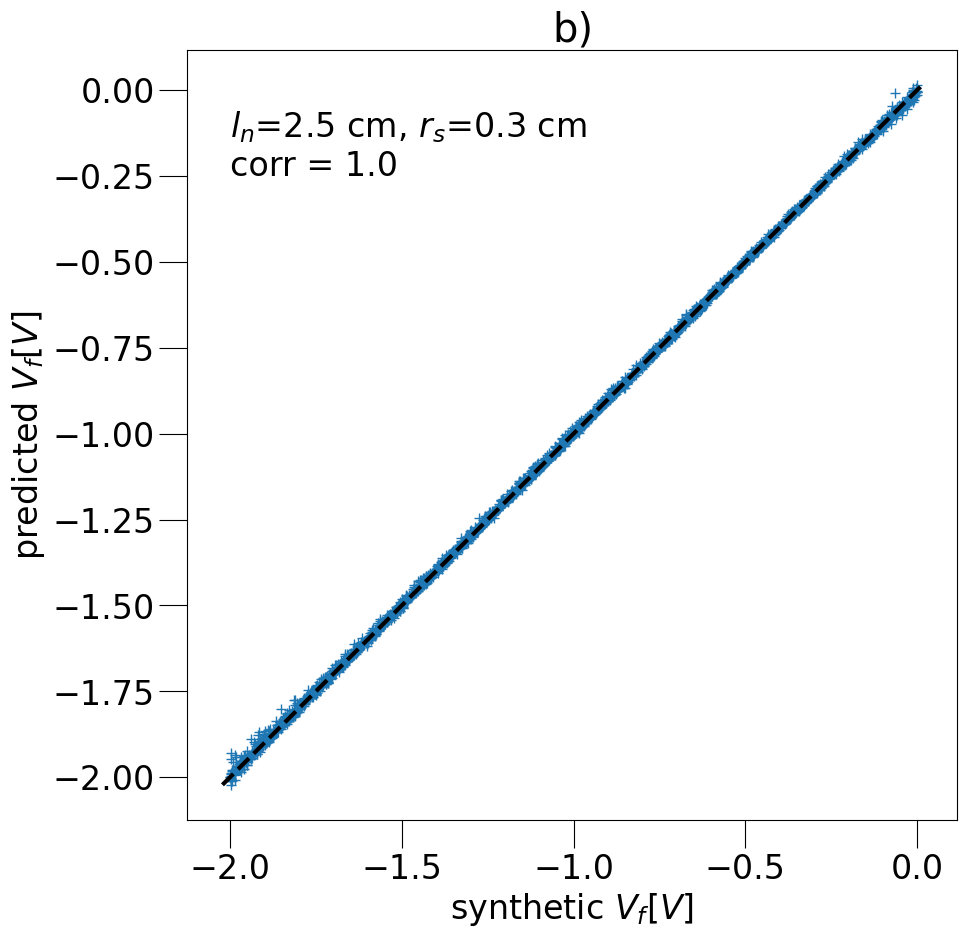 b)
0.00
−0.25
−0.50
−0.75
−1.00
−1.25
−1.50
−1.75
−2.00
predicted V_f[V]
l_n=2.5 cm, r_s=0.3 cm
corr = 1.0
−2.0 −1.5 −1.0 −0.5 0.0
synthetic V_f[V]